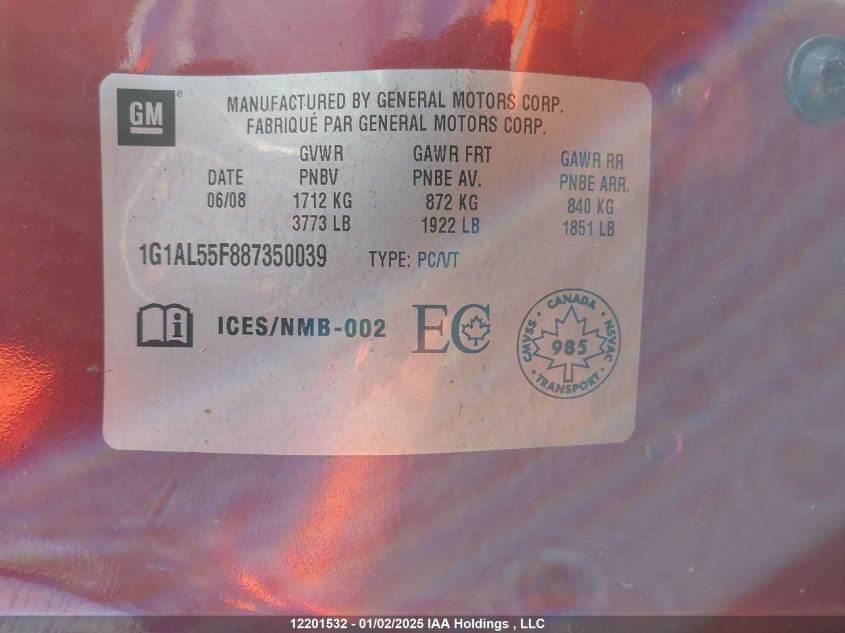 GM ®
MANUFACTURED BY GENERAL MOTORS CORP.
FABRIQUÉ PAR GENERAL MOTORS CORP.
GVWR GAWR FRT GAWR RR
DATE PNBV PNBE AV. PNBE ARR.
06/08 1712 KG 872 KG 840 KG
3773 LB 1922 LB 1851 LB
1G1AL55F887350039 TYPE: PC/VT
i ICES/NMB-002 EC
CANADA
CMVSS 985 NSVAC
TRANSPORT
12201532 - 01/02/2025 IAA Holdings , LLC